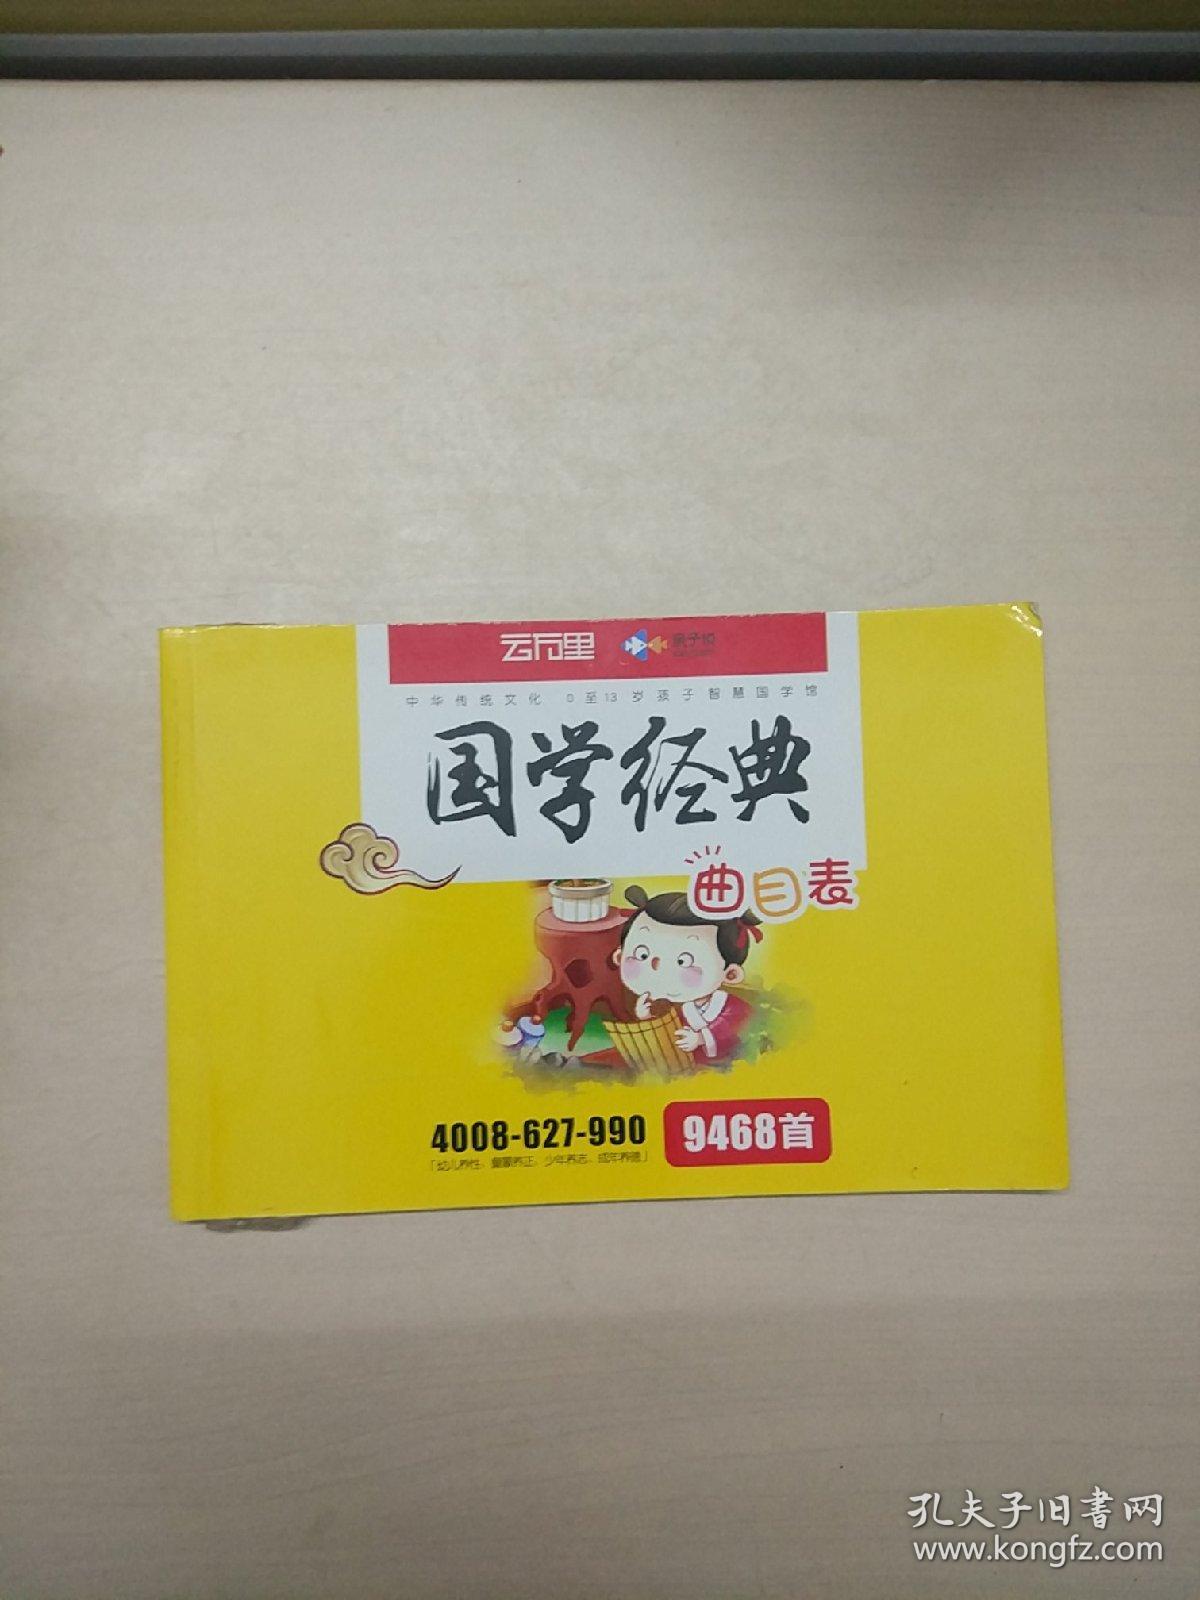 云万里 亲子悦
中华传统文化 0至13岁孩子智慧国学馆
国学经典
曲目表
4008-627-990
「幼儿养性、童蒙养正、少年养志、成年养德」
9468首
孔夫子旧书网
www.kongfz.com